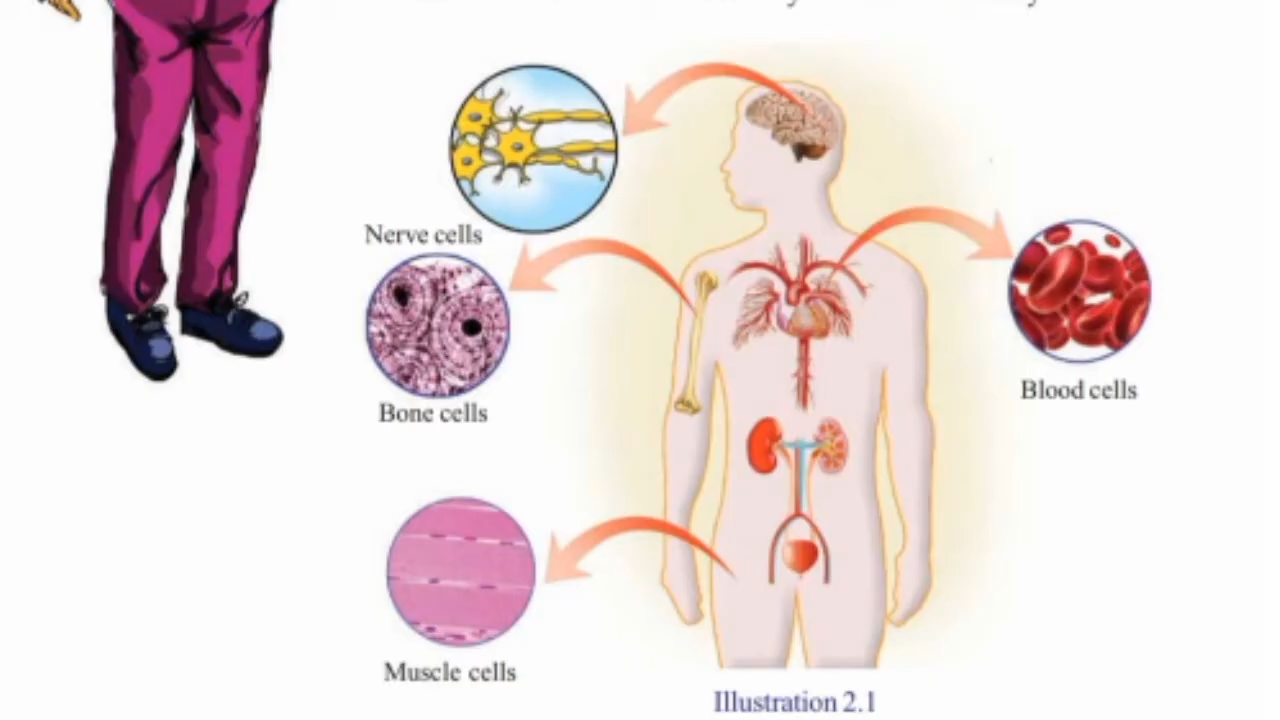 Nerve cells
Bone cells
Blood cells
Muscle cells
Illustration 2.1